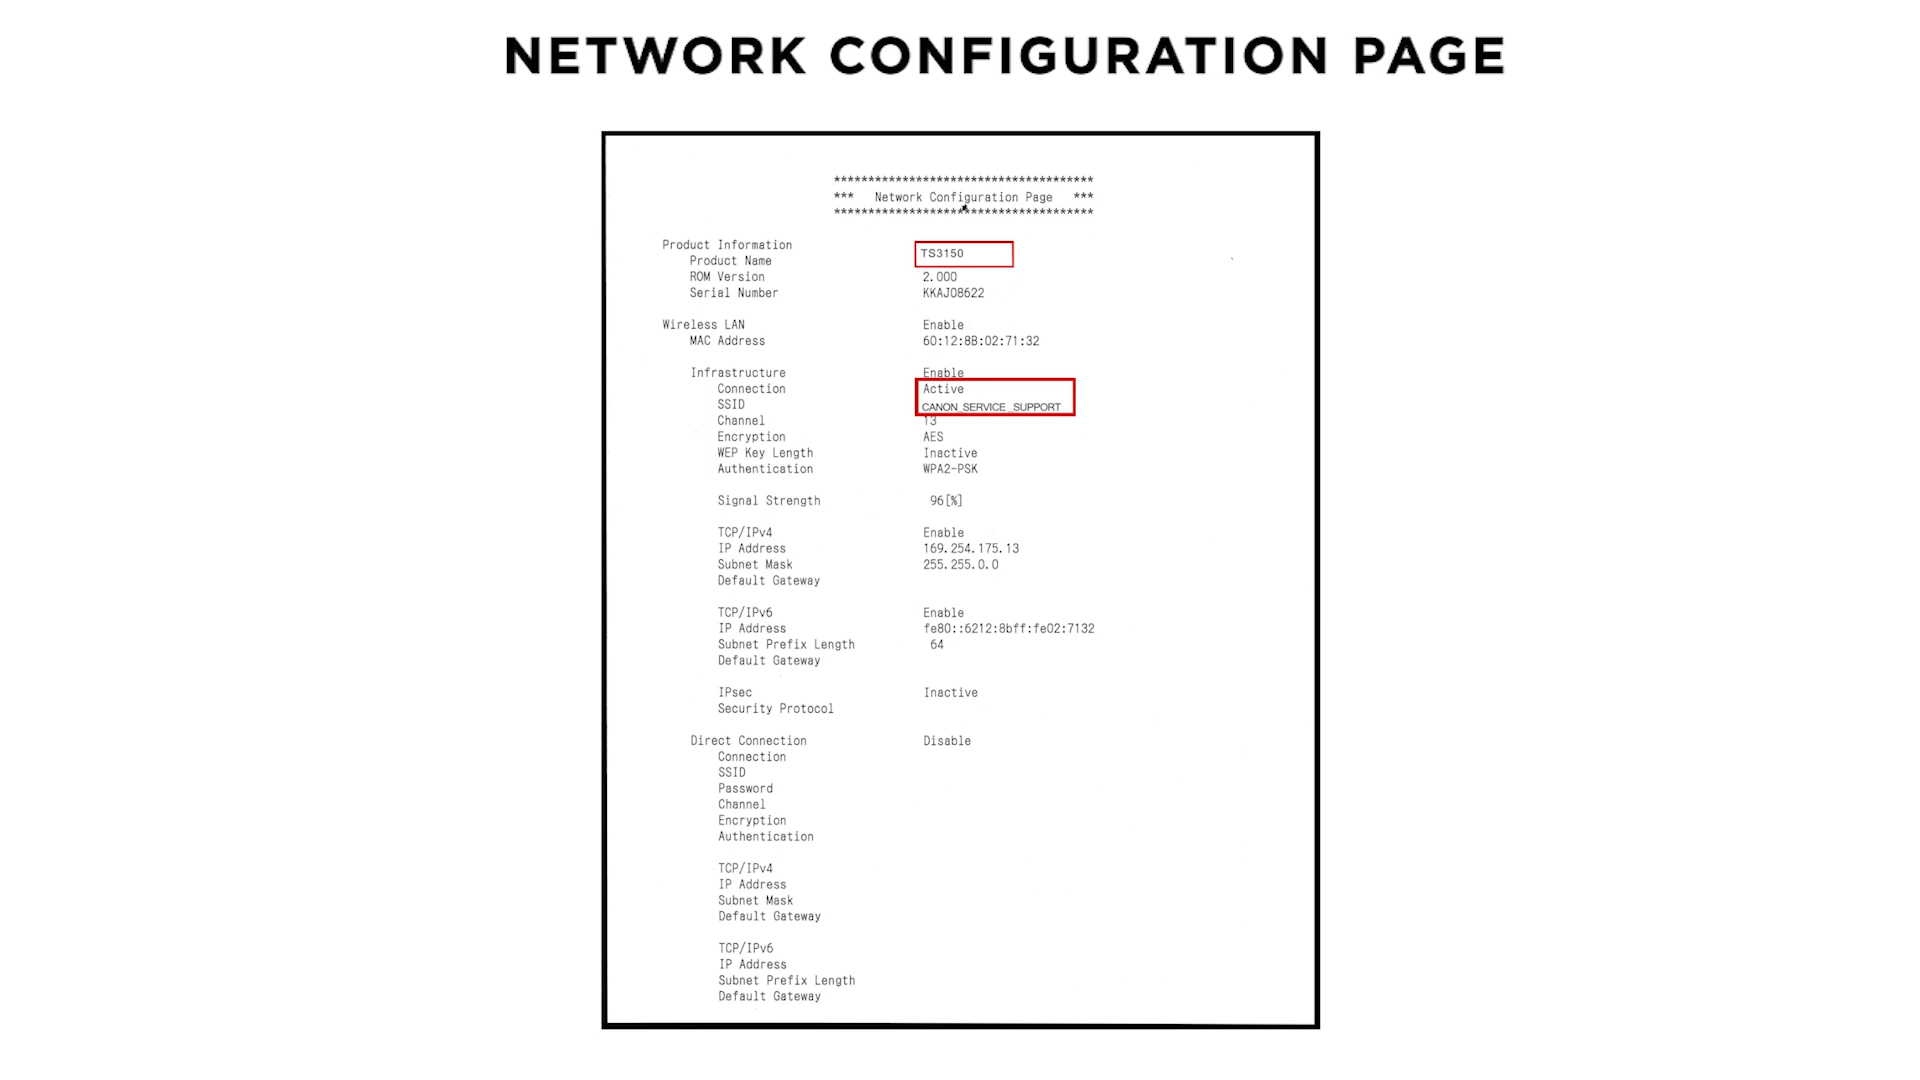 NETWORK CONFIGURATION PAGE
**************************************
*** Network Configuration Page ***
**************************************
Product Information
Product Name TS3150
ROM Version 2.000
Serial Number KKAJ08622
Wireless LAN Enable
MAC Address 60:12:8B:02:71:32
Infrastructure Enable
Connection Active
SSID CANON_SERVICE_SUPPORT
Channel 13
Encryption AES
WEP Key Length Inactive
Authentication WPA2-PSK
Signal Strength 96[%]
TCP/IPv4 Enable
IP Address 169.254.175.13
Subnet Mask 255.255.0.0
Default Gateway
TCP/IPv6 Enable
IP Address fe80::6212:8bff:fe02:7132
Subnet Prefix Length 64
Default Gateway
IPsec Inactive
Security Protocol
Direct Connection Disable
Connection
SSID
Password
Channel
Encryption
Authentication
TCP/IPv4
IP Address
Subnet Mask
Default Gateway
TCP/IPv6
IP Address
Subnet Prefix Length
Default Gateway